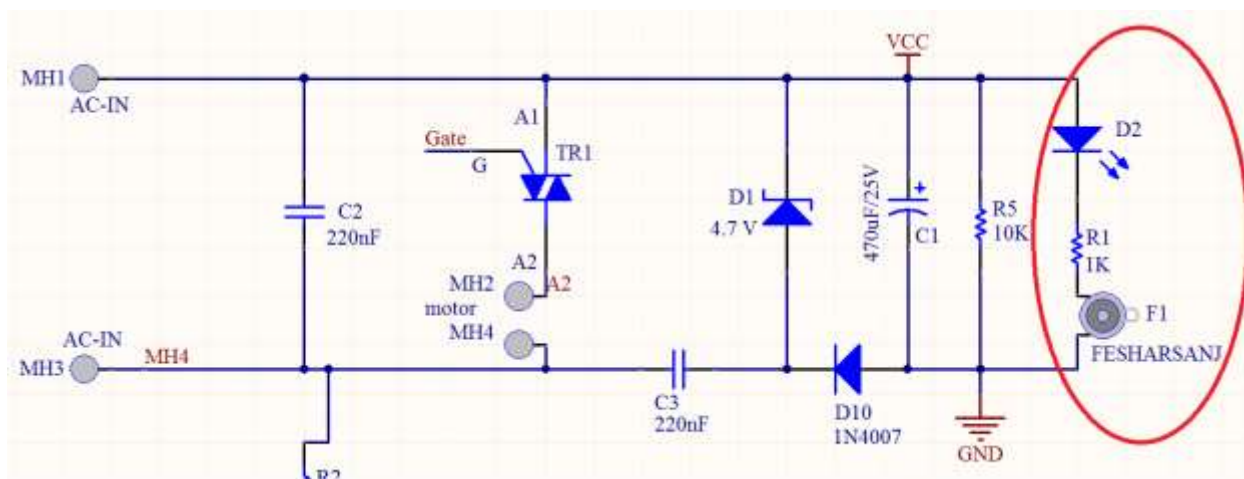 VCC
MH1
AC-IN
A1
Gate
G
TR1
C2
220nF
D1
4.7 V
470uF/25V
+
C1
R5
10K
D2
R1
1K
A2
A2
MH2
motor
MH4
F1
FESHARSANJ
AC-IN
MH3
MH4
C3
220nF
D10
1N4007
GND
R2